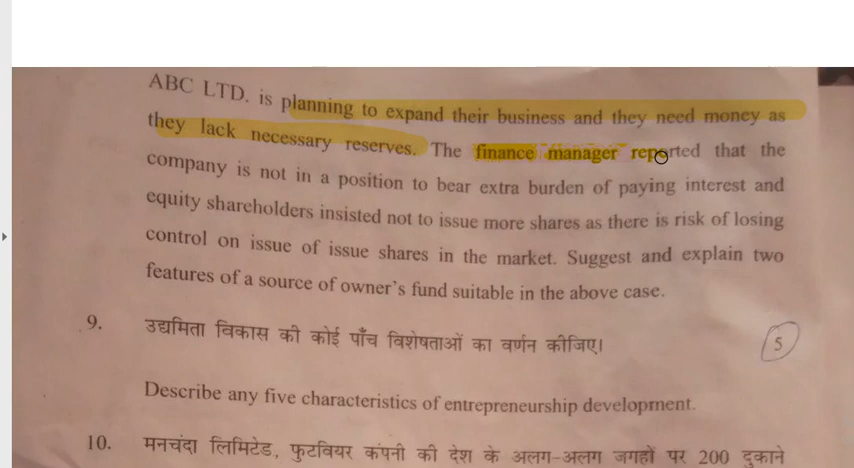 ABC LTD. is planning to expand their business and they need money as
they lack necessary reserves. The finance manager reported that the
company is not in a position to bear extra burden of paying interest and
equity shareholders insisted not to issue more shares as there is risk of losing
control on issue of issue shares in the market. Suggest and explain two
features of a source of owner's fund suitable in the above case.
9. उद्यमिता विकास की कोई पाँच विशेषताओं का वर्णन कीजिए। 5
Describe any five characteristics of entrepreneurship development.
10. मनचंदा लिमिटेड, फुटवियर कंपनी की देश के अलग-अलग जगहों पर 200 दुकाने